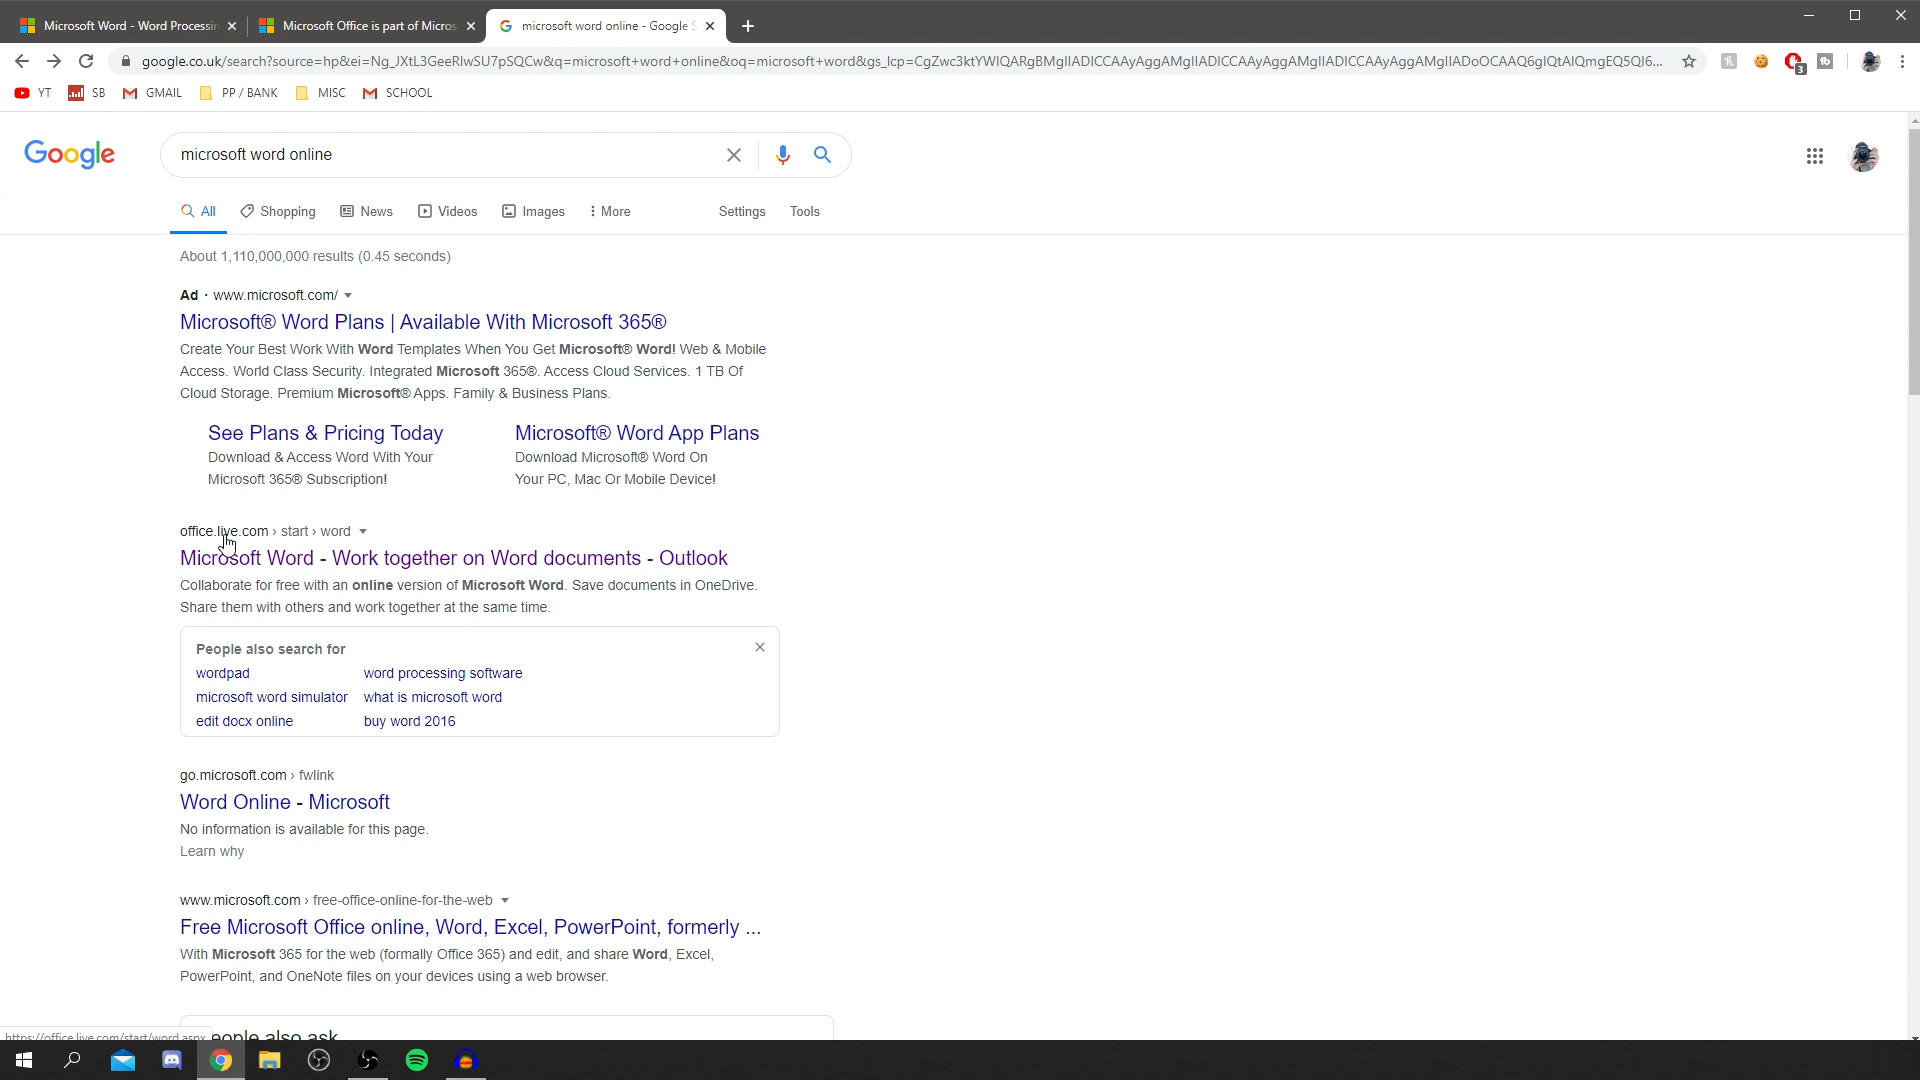 Microsoft Word - Word Processin
Microsoft Office is part of Micros
microsoft word online - Google S
google.co.uk/search?source=hp&ei=Ng_JXtL3GeeRlwSU7pSQCw&q=microsoft+word+online&oq=microsoft+word&gs_lcp=CgZwc3ktYWIQARgBMgIIADICCAAyAggAMgIIADICCAAyAggAMgIIADICCAAyAggAMgIIADoOCAAQ6gIQtAIQmgEQ5QI6...
3
YT SB GMAIL PP / BANK MISC SCHOOL
Google
microsoft word online
All Shopping News Videos Images More Settings Tools
About 1,110,000,000 results (0.45 seconds)
Ad · www.microsoft.com/
Microsoft® Word Plans | Available With Microsoft 365®
Create Your Best Work With Word Templates When You Get Microsoft® Word! Web & Mobile
Access. World Class Security. Integrated Microsoft 365®. Access Cloud Services. 1 TB Of
Cloud Storage. Premium Microsoft® Apps. Family & Business Plans.
See Plans & Pricing Today Microsoft® Word App Plans
Download & Access Word With Your Download Microsoft® Word On
Microsoft 365® Subscription! Your PC, Mac Or Mobile Device!
office.live.com › start › word
Microsoft Word - Work together on Word documents - Outlook
Collaborate for free with an online version of Microsoft Word. Save documents in OneDrive.
Share them with others and work together at the same time.
People also search for
wordpad word processing software
microsoft word simulator what is microsoft word
edit docx online buy word 2016
go.microsoft.com › fwlink
Word Online - Microsoft
No information is available for this page.
Learn why
www.microsoft.com › free-office-online-for-the-web
Free Microsoft Office online, Word, Excel, PowerPoint, formerly ...
With Microsoft 365 for the web (formally Office 365) and edit, and share Word, Excel,
PowerPoint, and OneNote files on your devices using a web browser.
https://office.live.com/start/word.aspx eople also ask